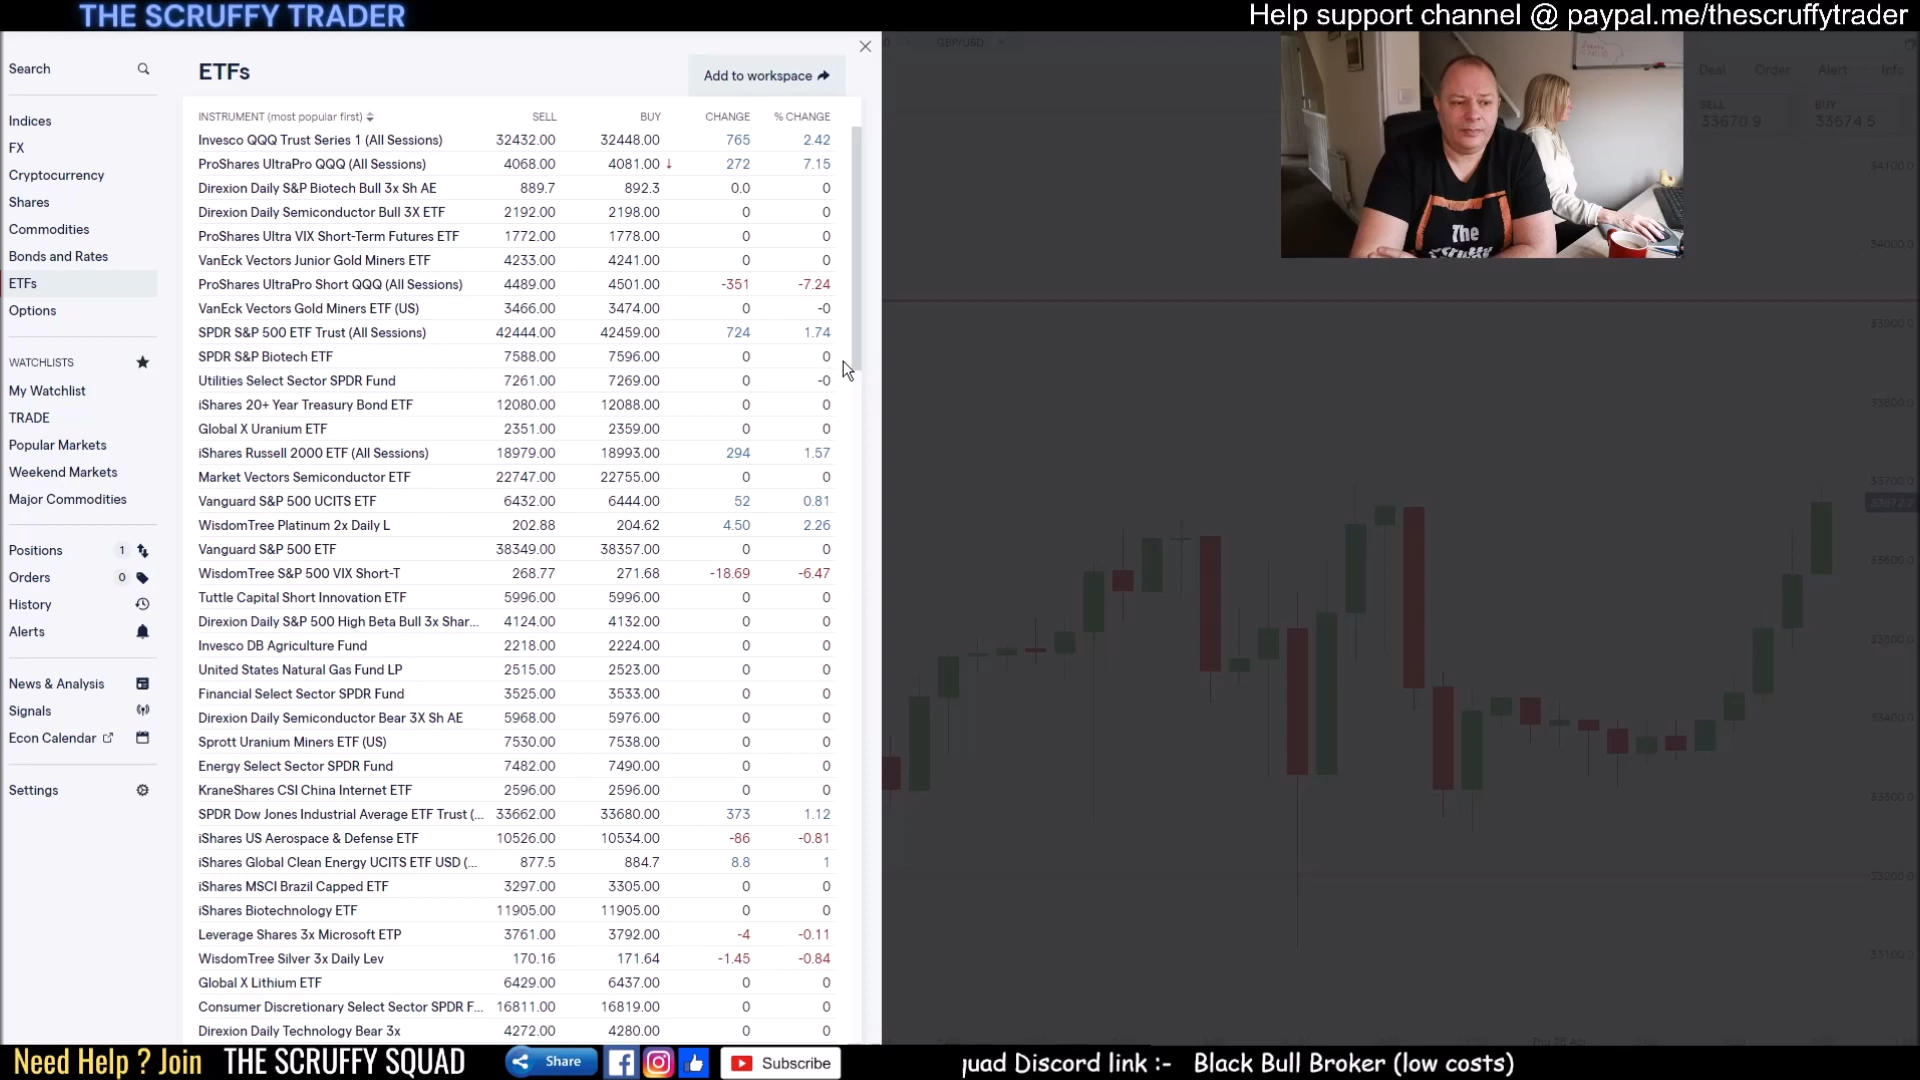 THE SCRUFFY TRADER
Help support channel @ paypal.me/thescruffytrader
Search
Indices
FX
Cryptocurrency
Shares
Commodities
Bonds and Rates
ETFs
Options
WATCHLISTS
My Watchlist
TRADE
Popular Markets
Weekend Markets
Major Commodities
Positions 1
Orders 0
History
Alerts
News & Analysis
Signals
Econ Calendar
Settings
ETFs
Add to workspace
INSTRUMENT (most popular first) SELL BUY CHANGE % CHANGE
Invesco QQQ Trust Series 1 (All Sessions) 32432.00 32448.00 765 2.42
ProShares UltraPro QQQ (All Sessions) 4068.00 4081.00 ↓ 272 7.15
Direxion Daily S&P Biotech Bull 3x Sh AE 889.7 892.3 0.0 0
Direxion Daily Semiconductor Bull 3X ETF 2192.00 2198.00 0 0
ProShares Ultra VIX Short-Term Futures ETF 1772.00 1778.00 0 0
VanEck Vectors Junior Gold Miners ETF 4233.00 4241.00 0 0
ProShares UltraPro Short QQQ (All Sessions) 4489.00 4501.00 -351 -7.24
VanEck Vectors Gold Miners ETF (US) 3466.00 3474.00 0 -0
SPDR S&P 500 ETF Trust (All Sessions) 42444.00 42459.00 724 1.74
SPDR S&P Biotech ETF 7588.00 7596.00 0 0
Utilities Select Sector SPDR Fund 7261.00 7269.00 0 -0
iShares 20+ Year Treasury Bond ETF 12080.00 12088.00 0 0
Global X Uranium ETF 2351.00 2359.00 0 0
iShares Russell 2000 ETF (All Sessions) 18979.00 18993.00 294 1.57
Market Vectors Semiconductor ETF 22747.00 22755.00 0 0
Vanguard S&P 500 UCITS ETF 6432.00 6444.00 52 0.81
WisdomTree Platinum 2x Daily L 202.88 204.62 4.50 2.26
Vanguard S&P 500 ETF 38349.00 38357.00 0 0
WisdomTree S&P 500 VIX Short-T 268.77 271.68 -18.69 -6.47
Tuttle Capital Short Innovation ETF 5996.00 5996.00 0 0
Direxion Daily S&P 500 High Beta Bull 3x Shar... 4124.00 4132.00 0 0
Invesco DB Agriculture Fund 2218.00 2224.00 0 0
United States Natural Gas Fund LP 2515.00 2523.00 0 0
Financial Select Sector SPDR Fund 3525.00 3533.00 0 0
Direxion Daily Semiconductor Bear 3X Sh AE 5968.00 5976.00 0 0
Sprott Uranium Miners ETF (US) 7530.00 7538.00 0 0
Energy Select Sector SPDR Fund 7482.00 7490.00 0 0
KraneShares CSI China Internet ETF 2596.00 2596.00 0 0
SPDR Dow Jones Industrial Average ETF Trust (... 33662.00 33680.00 373 1.12
iShares US Aerospace & Defense ETF 10526.00 10534.00 -86 -0.81
iShares Global Clean Energy UCITS ETF USD (... 877.5 884.7 8.8 1
iShares MSCI Brazil Capped ETF 3297.00 3305.00 0 0
iShares Biotechnology ETF 11905.00 11905.00 0 0
Leverage Shares 3x Microsoft ETP 3761.00 3792.00 -4 -0.11
WisdomTree Silver 3x Daily Lev 170.16 171.64 -1.45 -0.84
Global X Lithium ETF 6429.00 6437.00 0 0
Consumer Discretionary Select Sector SPDR F... 16811.00 16819.00 0 0
Direxion Daily Technology Bear 3x 4272.00 4280.00 0 0
GBP/USD
Deal Order Alert Info
SELL BUY
33670.9 33674.5
34100.0
34000.0
33900.0
33800.0
33700.0
The
Need Help ? Join THE SCRUFFY SQUAD
Share
Subscribe
quad Discord link :- Black Bull Broker (low costs)